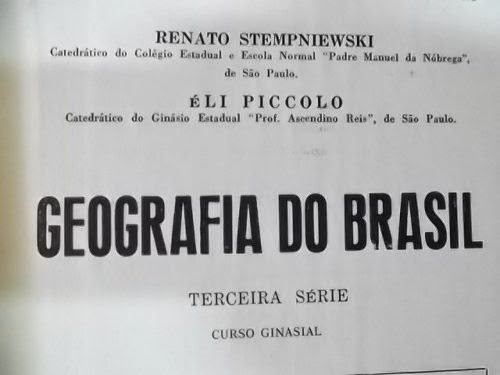 RENATO STEMPNIEWSKI
Catedrático do Colégio Estadual e Escola Normal "Padre Manuel da Nóbrega",
de São Paulo.
ÉLI PICCOLO
Catedrático do Ginásio Estadual "Prof. Ascendino Reis", de São Paulo.
GEOGRAFIA DO BRASIL
TERCEIRA SÉRIE
CURSO GINASIAL